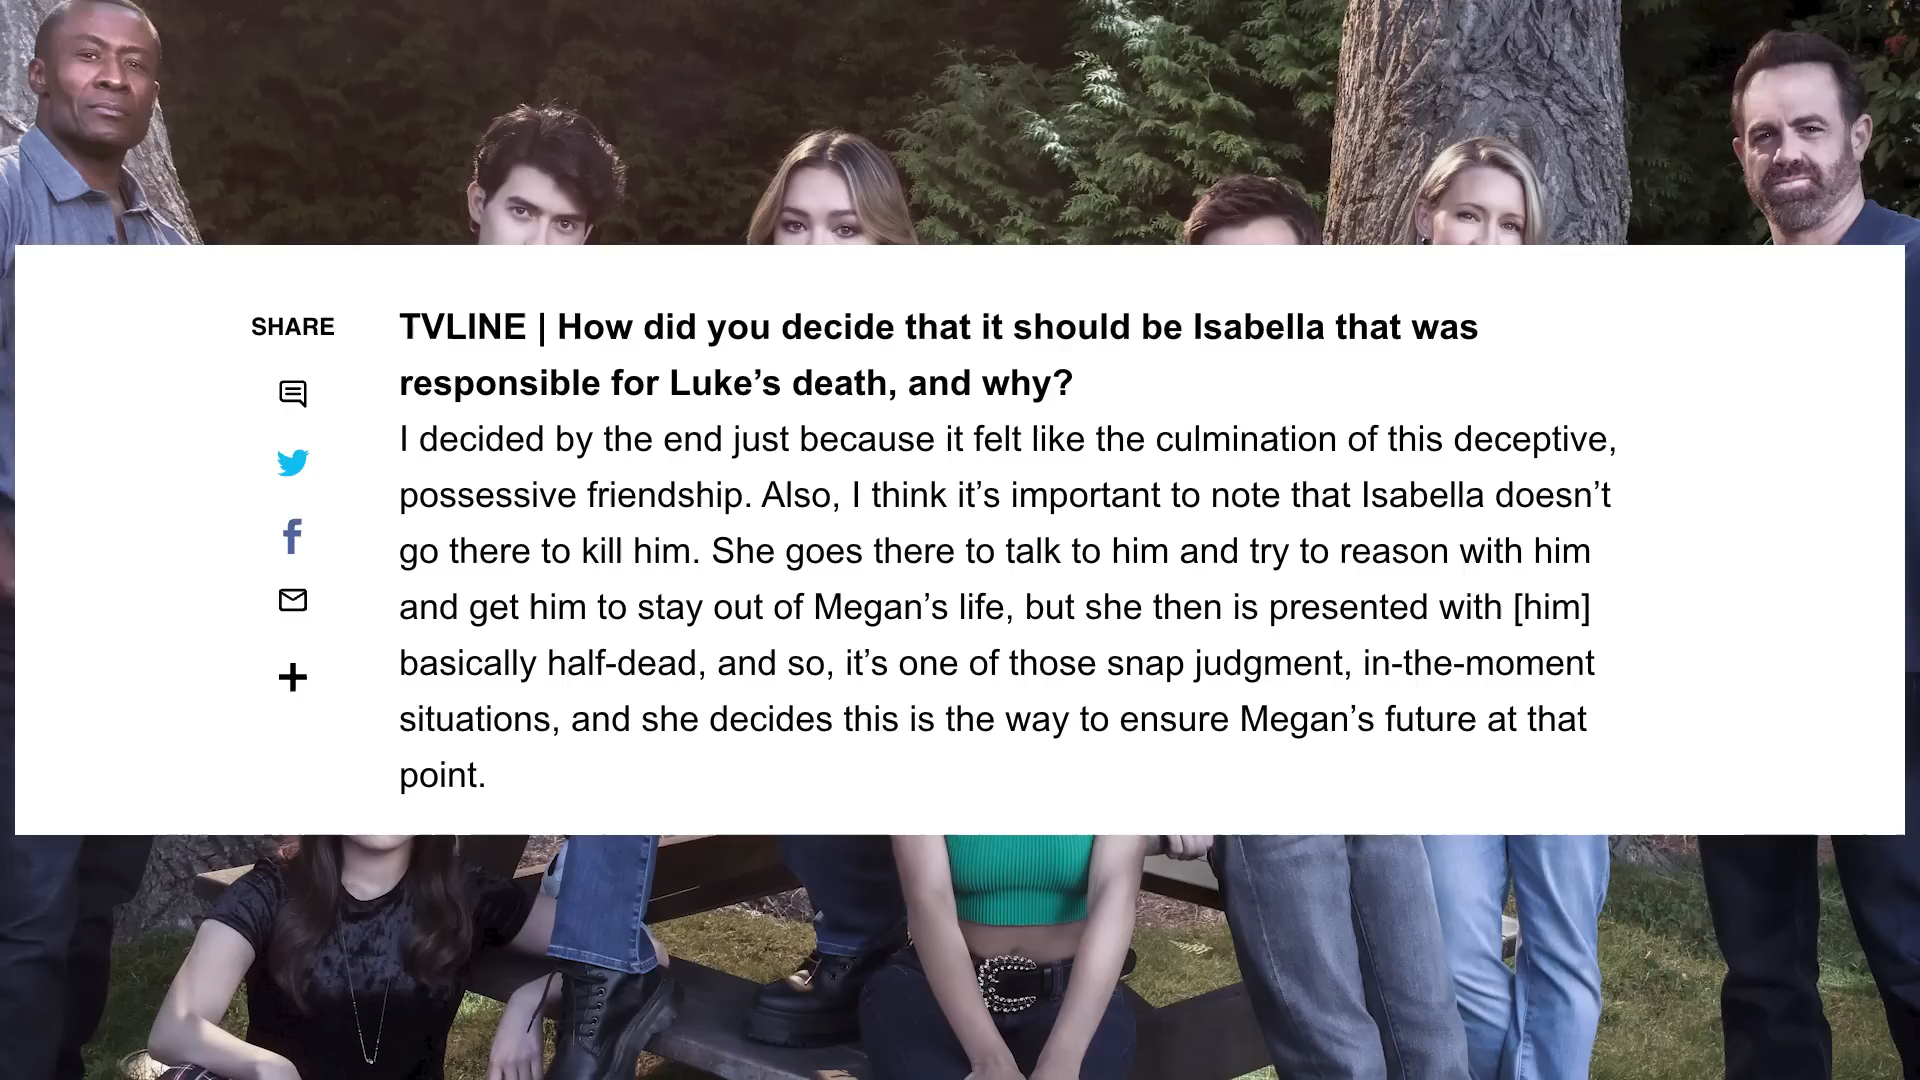 SHARE
TVLINE | How did you decide that it should be Isabella that was
responsible for Luke’s death, and why?
I decided by the end just because it felt like the culmination of this deceptive,
possessive friendship. Also, I think it’s important to note that Isabella doesn’t
go there to kill him. She goes there to talk to him and try to reason with him
and get him to stay out of Megan’s life, but she then is presented with [him]
basically half-dead, and so, it’s one of those snap judgment, in-the-moment
situations, and she decides this is the way to ensure Megan’s future at that
point.